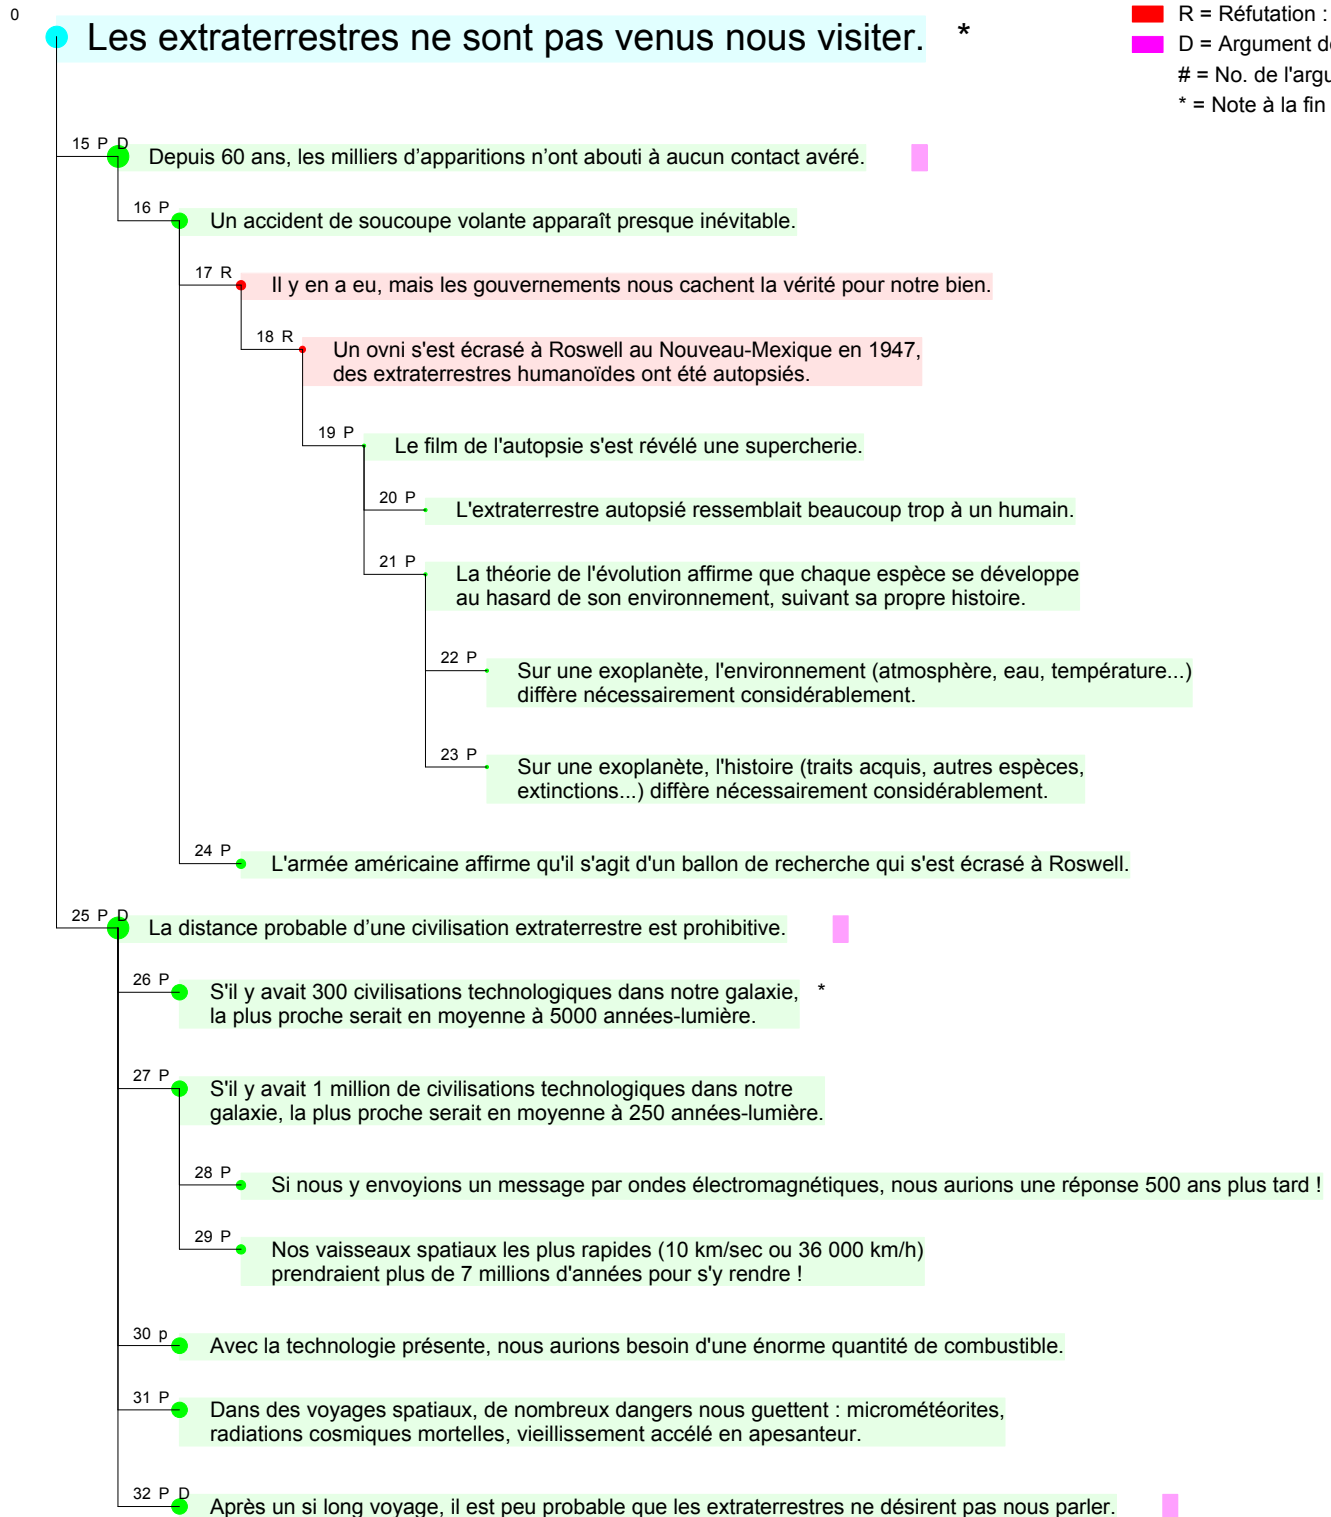 0
Les extraterrestres ne sont pas venus nous visiter. *
R = Réfutation :
D = Argument
# = No. de
* = Note à la fin
15 P D
Depuis 60 ans, les milliers d’apparitions n’ont abouti à aucun contact avéré.
16 P
Un accident de soucoupe volante apparaît presque inévitable.
17 R
Il y en a eu, mais les gouvernements nous cachent la vérité pour notre bien.
18 R
Un ovni s'est écrasé à Roswell au Nouveau-Mexique en 1947,
des extraterrestres humanoïdes ont été autopsiés.
19 P
Le film de l'autopsie s'est révélé une supercherie.
20 P
L'extraterrestre autopsié ressemblait beaucoup trop à un humain.
21 P
La théorie de l'évolution affirme que chaque espèce se développe
au hasard de son environnement, suivant sa propre histoire.
22 P
Sur une exoplanète, l'environnement (atmosphère, eau, température...)
diffère nécessairement considérablement.
23 P
Sur une exoplanète, l'histoire (traits acquis, autres espèces,
extinctions...) diffère nécessairement considérablement.
24 P
L'armée américaine affirme qu'il s'agit d'un ballon de recherche qui s'est écrasé à Roswell.
25 P D
La distance probable d’une civilisation extraterrestre est prohibitive.
26 P
S'il y avait 300 civilisations technologiques dans notre galaxie, *
la plus proche serait en moyenne à 5000 années-lumière.
27 P
S'il y avait 1 million de civilisations technologiques dans notre
galaxie, la plus proche serait en moyenne à 250 années-lumière.
28 P
Si nous y envoyions un message par ondes électromagnétiques, nous aurions une réponse 500 ans plus tard !
29 P
Nos vaisseaux spatiaux les plus rapides (10 km/sec ou 36 000 km/h)
prendraient plus de 7 millions d'années pour s'y rendre !
30 p
Avec la technologie présente, nous aurions besoin d'une énorme quantité de combustible.
31 P
Dans des voyages spatiaux, de nombreux dangers nous guettent : micrométéorites,
radiations cosmiques mortelles, vieillissement accélé en apesanteur.
32 P D
Après un si long voyage, il est peu probable que les extraterrestres ne désirent pas nous parler.